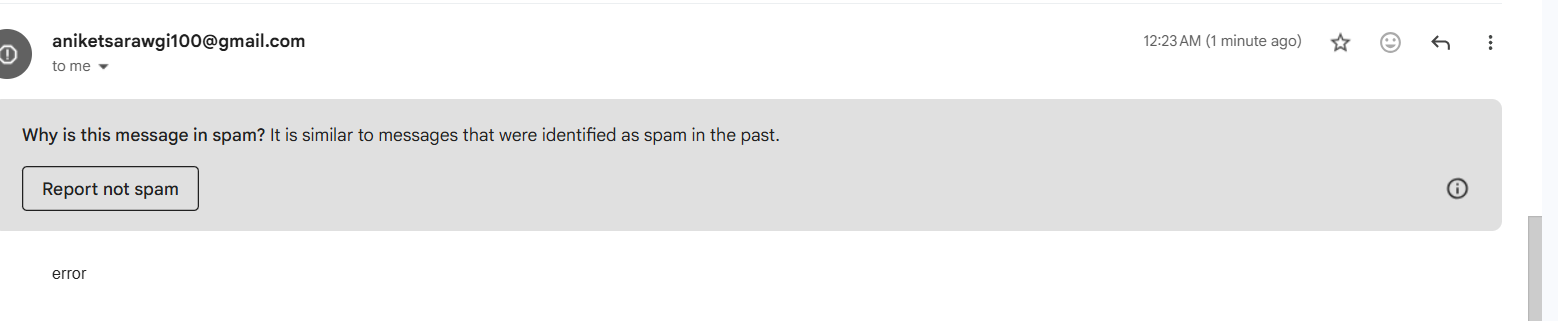 aniketsarawgi100@gmail.com 12:23 AM (1 minute ago)
to me
Why is this message in spam? It is similar to messages that were identified as spam in the past.
Report not spam
error